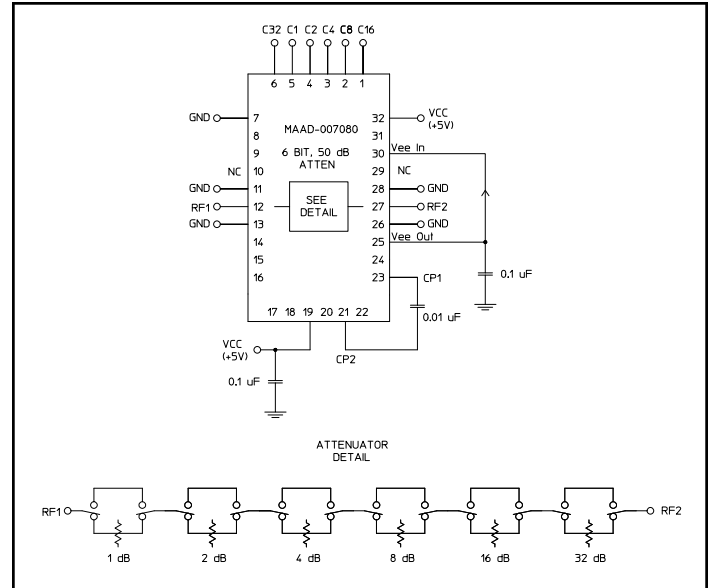 C32 C1 C2 C4 C8 C16
6 5 4 3 2 1
GND 7
8
9
NC 10
GND 11
RF1 12
GND 13
14
15
16
MAAD-007080
6 BIT, 50 dB
ATTEN
SEE
DETAIL
32 VCC
(+5V)
31
30 Vee In
29 NC
28 GND
27 RF2
26 GND
25 Vee Out
24
23 CP1
0.1 uF
0.01 uF
17 18 19 20 21 22
VCC
(+5V)
CP2
0.1 uF
ATTENUATOR
DETAIL
RF1 RF2
1 dB 2 dB 4 dB 8 dB 16 dB 32 dB